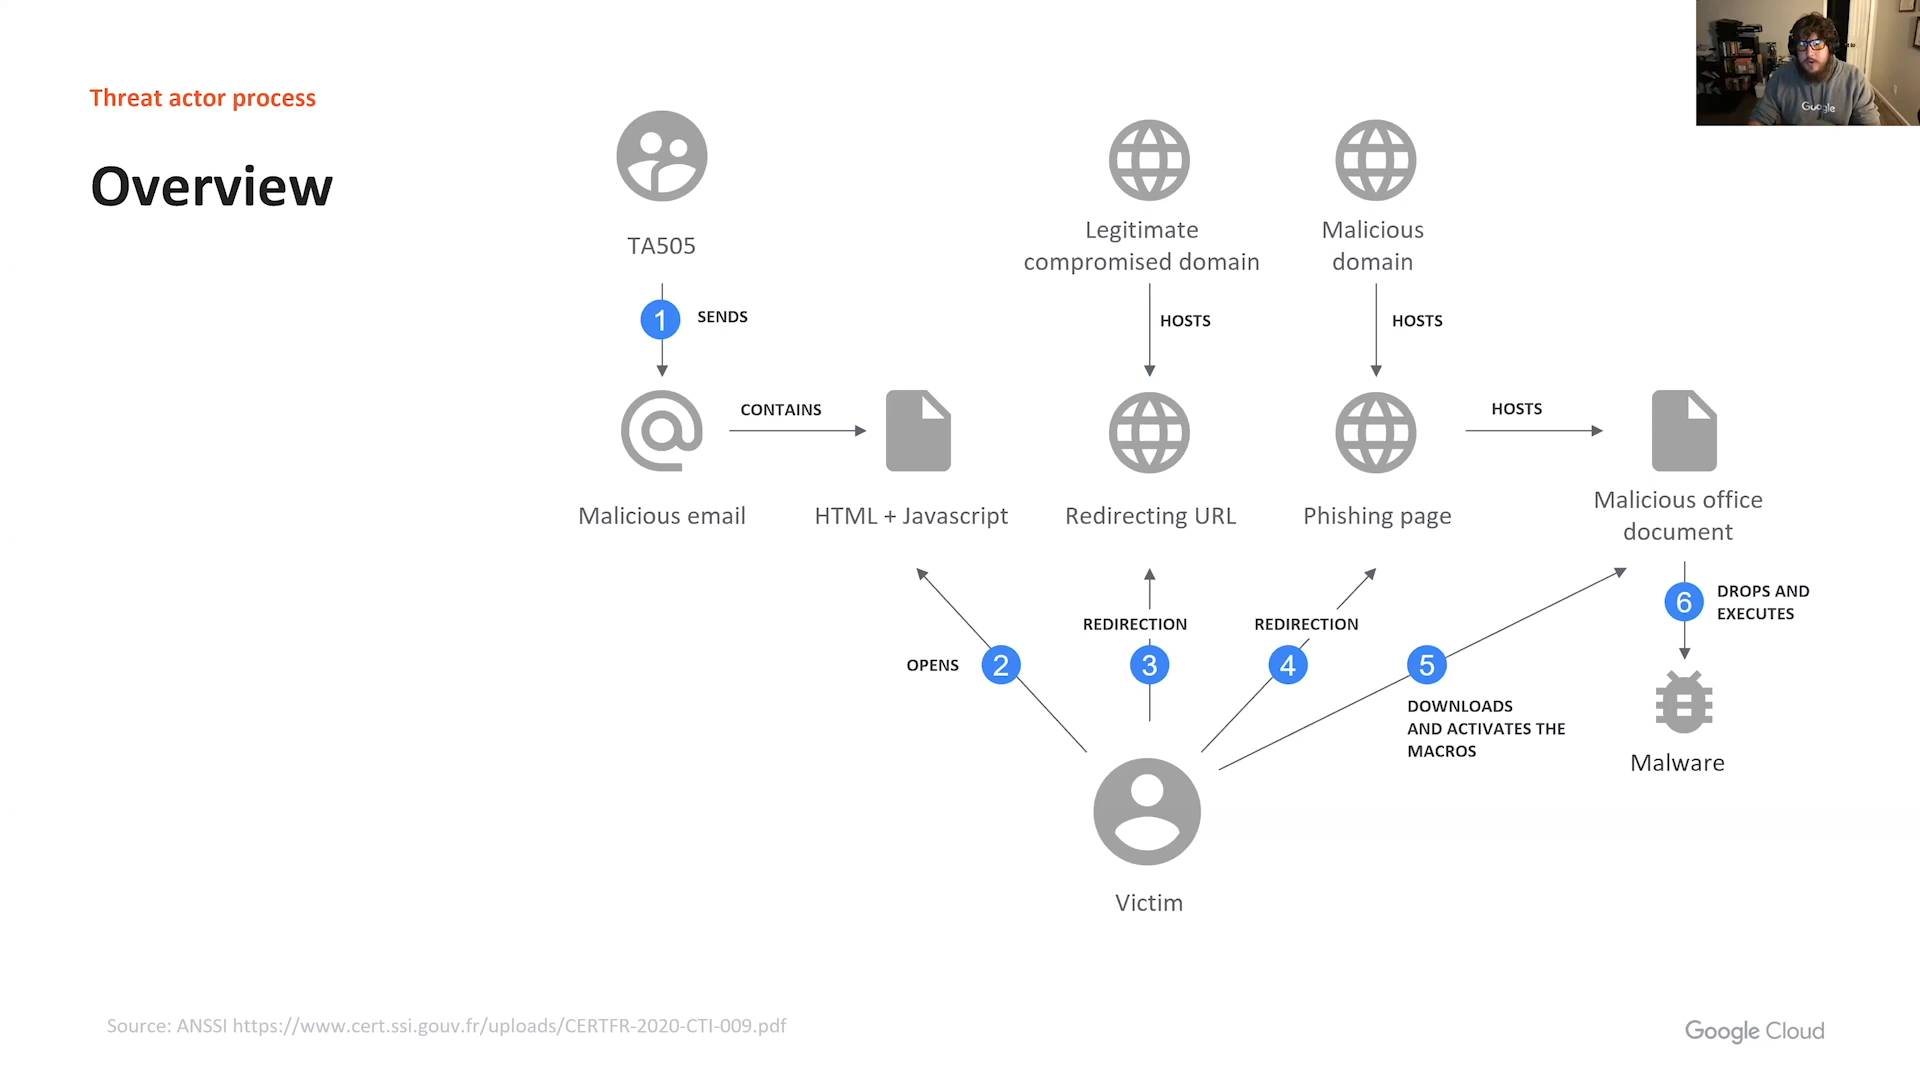 Threat actor process
Overview
TA505
Legitimate
compromised domain
Malicious
domain
1
SENDS
HOSTS
HOSTS
CONTAINS
HOSTS
Malicious email
HTML + Javascript
Redirecting URL
Phishing page
Malicious office
document
OPENS
2
REDIRECTION
3
REDIRECTION
4
5
DOWNLOADS
AND ACTIVATES THE
MACROS
6
DROPS AND
EXECUTES
Malware
Victim
Source: ANSSI https://www.cert.ssi.gouv.fr/uploads/CERTFR-2020-CTI-009.pdf
Google Cloud
Google